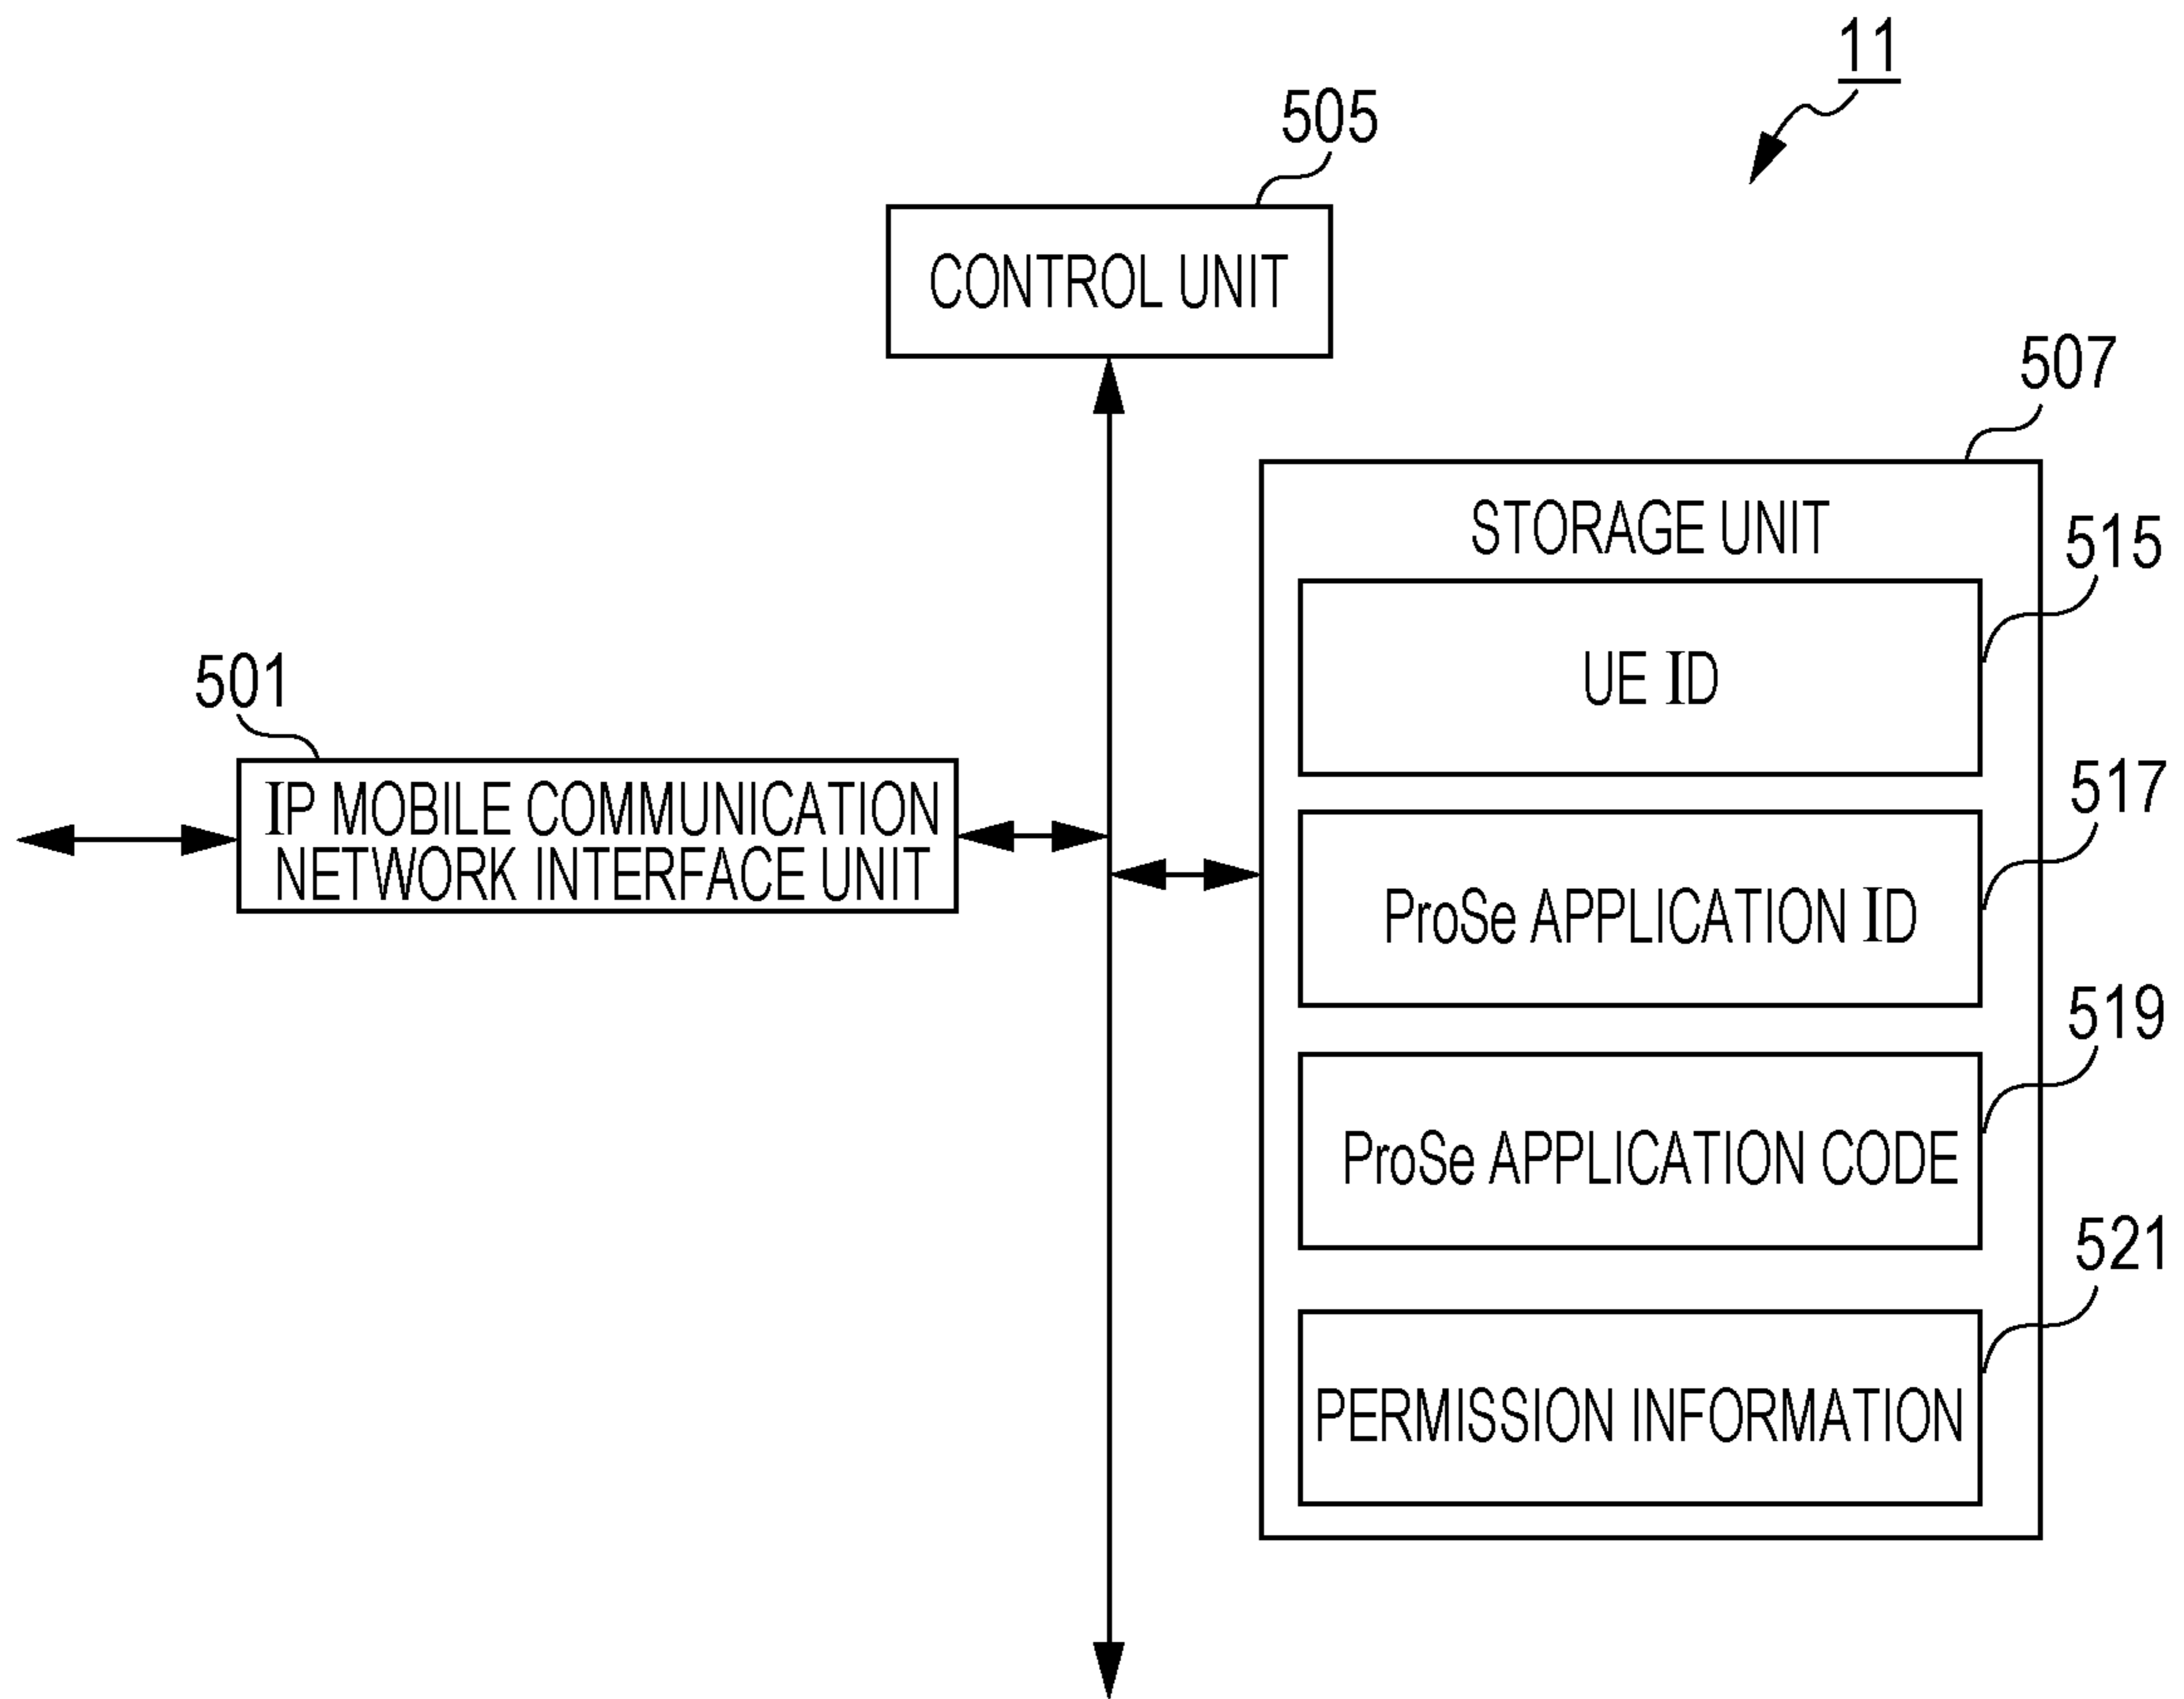 11
505
CONTROL UNIT
507
STORAGE UNIT
515
UE ID
501
IP MOBILE COMMUNICATION
NETWORK INTERFACE UNIT
517
ProSe APPLICATION ID
519
ProSe APPLICATION CODE
521
PERMISSION INFORMATION